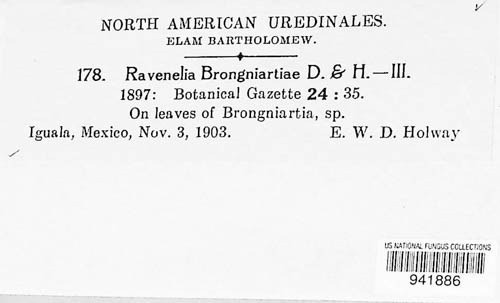 NORTH AMERICAN UREDINALES.
ELAM BARTHOLOMEW.
178. Ravenelia Brongniartiae D. & H.—III.
1897: Botanical Gazette 24 : 35.
On leaves of Brongniartia, sp.
Iguala, Mexico, Nov. 3, 1903. E. W. D. Holway
US NATIONAL FUNGUS COLLECTIONS
941886